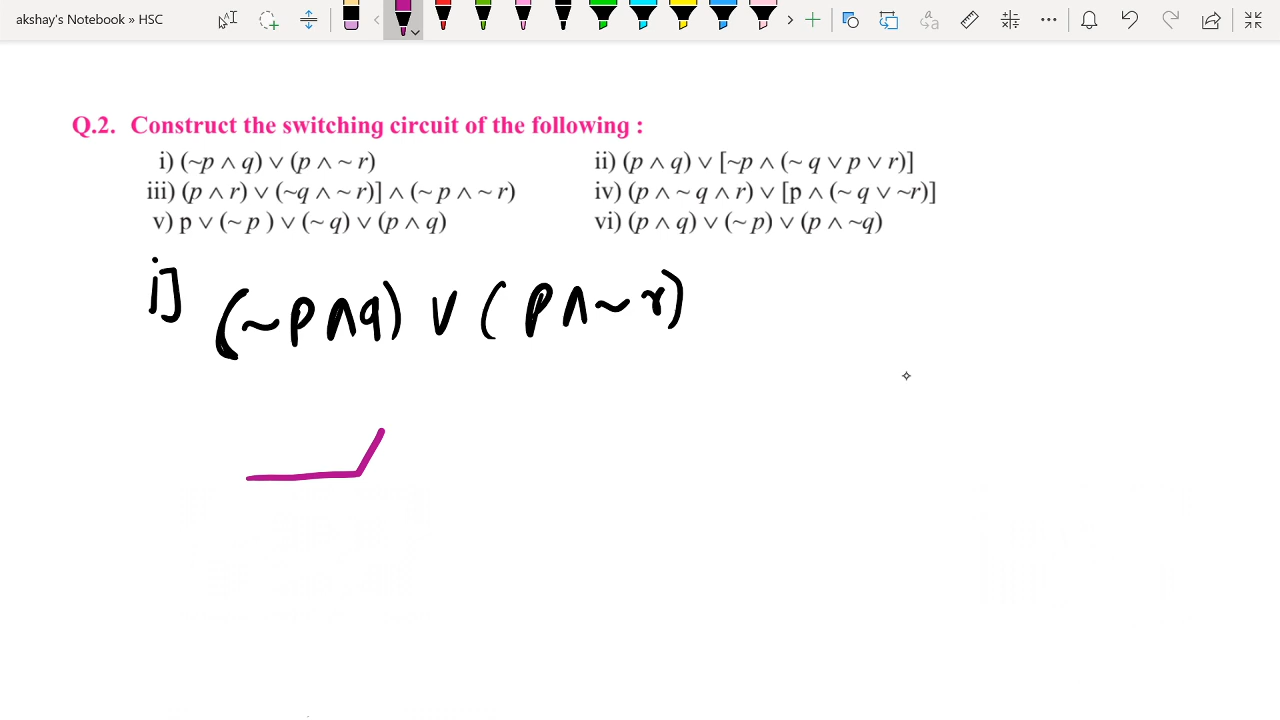 akshay's Notebook » HSC
Q.2. Construct the switching circuit of the following :
i) (~p ∧ q) ∨ (p ∧ ~ r)
ii) (p ∧ q) ∨ [~p ∧ (~ q ∨ p ∨ r)]
iii) (p ∧ r) ∨ (~q ∧ ~ r)] ∧ (~ p ∧ ~ r)
iv) (p ∧ ~ q ∧ r) ∨ [p ∧ (~ q ∨ ~r)]
v) p ∨ (~ p ) ∨ (~ q) ∨ (p ∧ q)
vi) (p ∧ q) ∨ (~ p) ∨ (p ∧ ~q)
i] (~p ∧ q) ∨ (p ∧ ~ r)